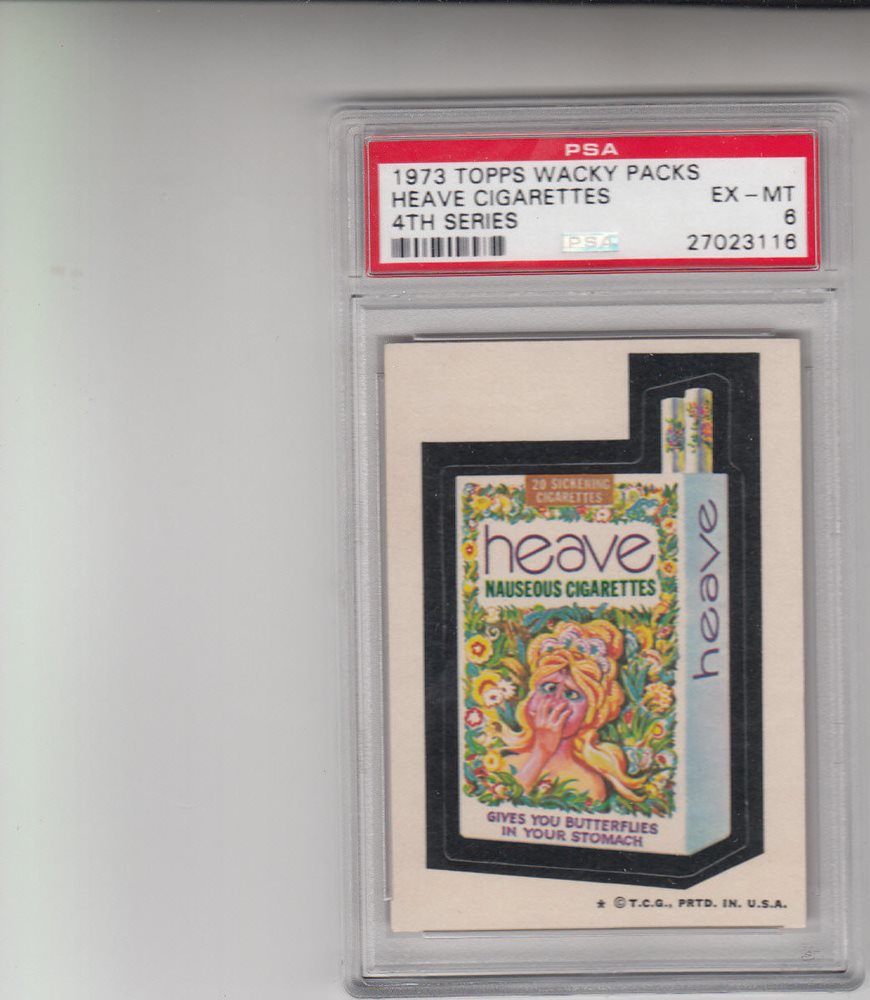 PSA
1973 TOPPS WACKY PACKS
HEAVE CIGARETTES EX - MT
4TH SERIES 6
PSA 27023116
20 SICKENING
CIGARETTES
heave
NAUSEOUS CIGARETTES
heave
GIVES YOU BUTTERFLIES
IN YOUR STOMACH
* © T.C.G., PRTD. IN. U.S.A.